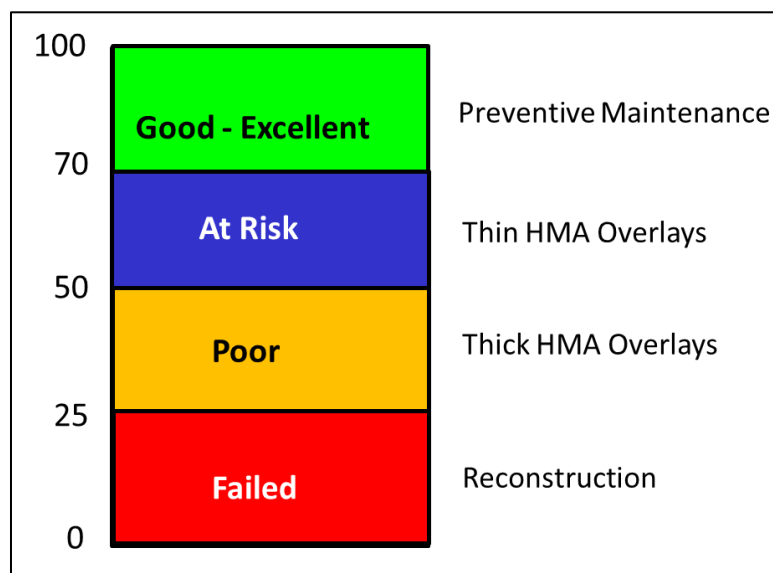 100
Good - Excellent
Preventive Maintenance
70
At Risk
Thin HMA Overlays
50
Poor
Thick HMA Overlays
25
Failed
Reconstruction
0